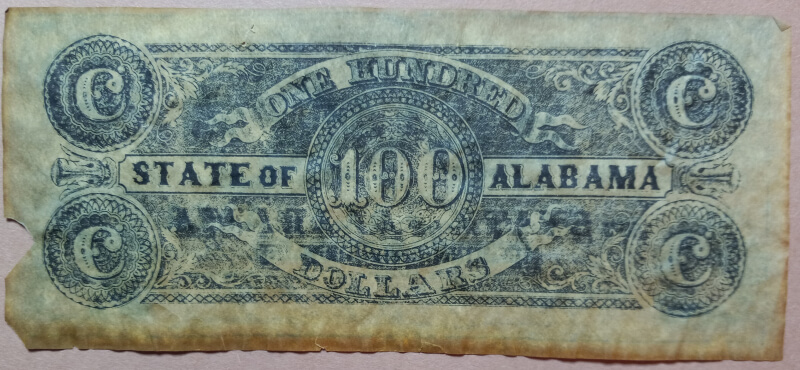 C C
ONE HUNDRED
STATE OF 100 ALABAMA
DOLLARS
C C